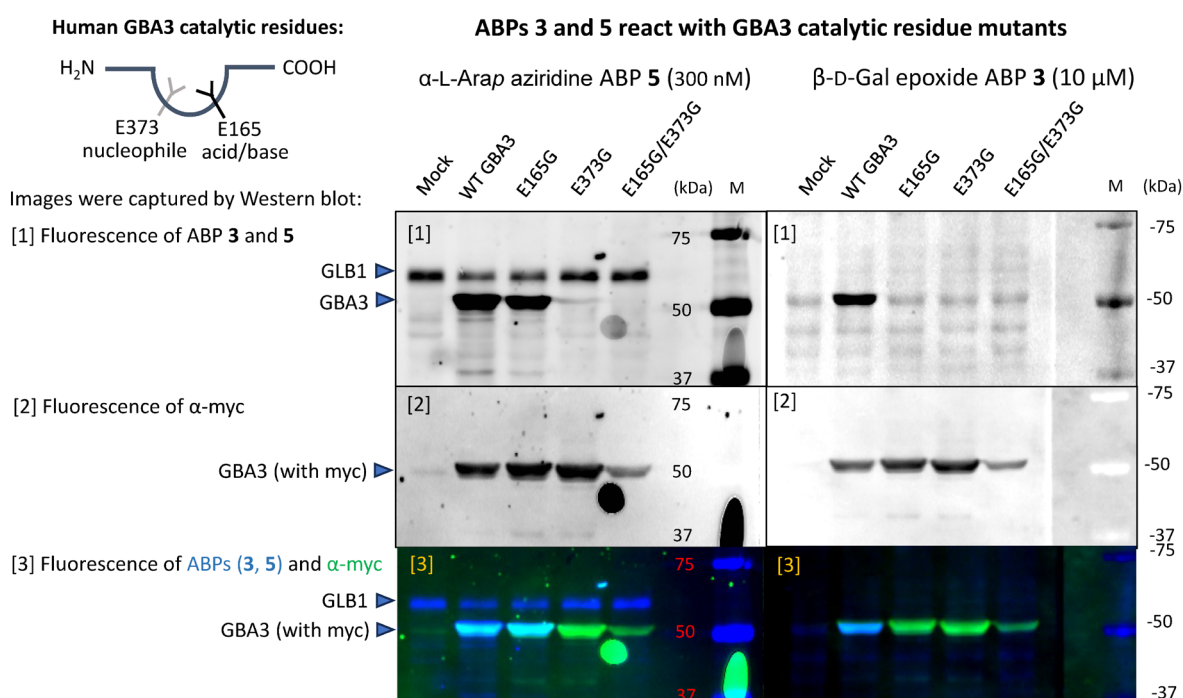 Human GBA3 catalytic residues:
H2N
COOH
E373
nucleophile
E165
acid/base
Images were captured by Western blot:
[1] Fluorescence of ABP 3 and 5
GLB1
GBA3
[2] Fluorescence of α-myc
GBA3 (with myc)
[3] Fluorescence of ABPs (3, 5) and α-myc
GLB1
GBA3 (with myc)
ABPs 3 and 5 react with GBA3 catalytic residue mutants
α-L-Arap aziridine ABP 5 (300 nM)
Mock
WT GBA3
E165G
E373G
E165G/E373G
(kDa)
M
[1]
75
50
37
[2]
75
50
37
[3]
75
50
37
β-D-Gal epoxide ABP 3 (10 μM)
Mock
WT GBA3
E165G
E373G
E165G/E373G
M
(kDa)
[1]
-75
-50
-37
[2]
-75
-50
-37
[3]
-75
-50
-37